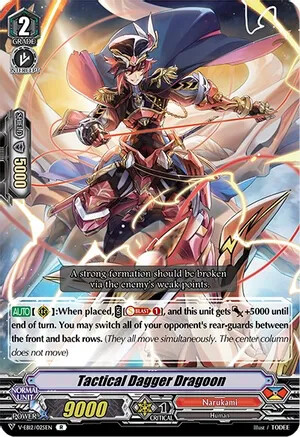 2
GRADE
INTERCEPT
SHIELD
5000
A strong formation should be broken
via the enemy's weak points.
AUTO [ ]:When placed, [SOUL BLAST 1], and this unit gets +5000 until
end of turn. You may switch all of your opponent's rear-guards between
the front and back rows. (They all move simultaneously. The center column
does not move)
Tactical Dagger Dragoon
NORMAL
UNIT
POWER
9000
1
CRITICAL
Narukami
Human
V-EB12/025EN R
Illust / TODEE